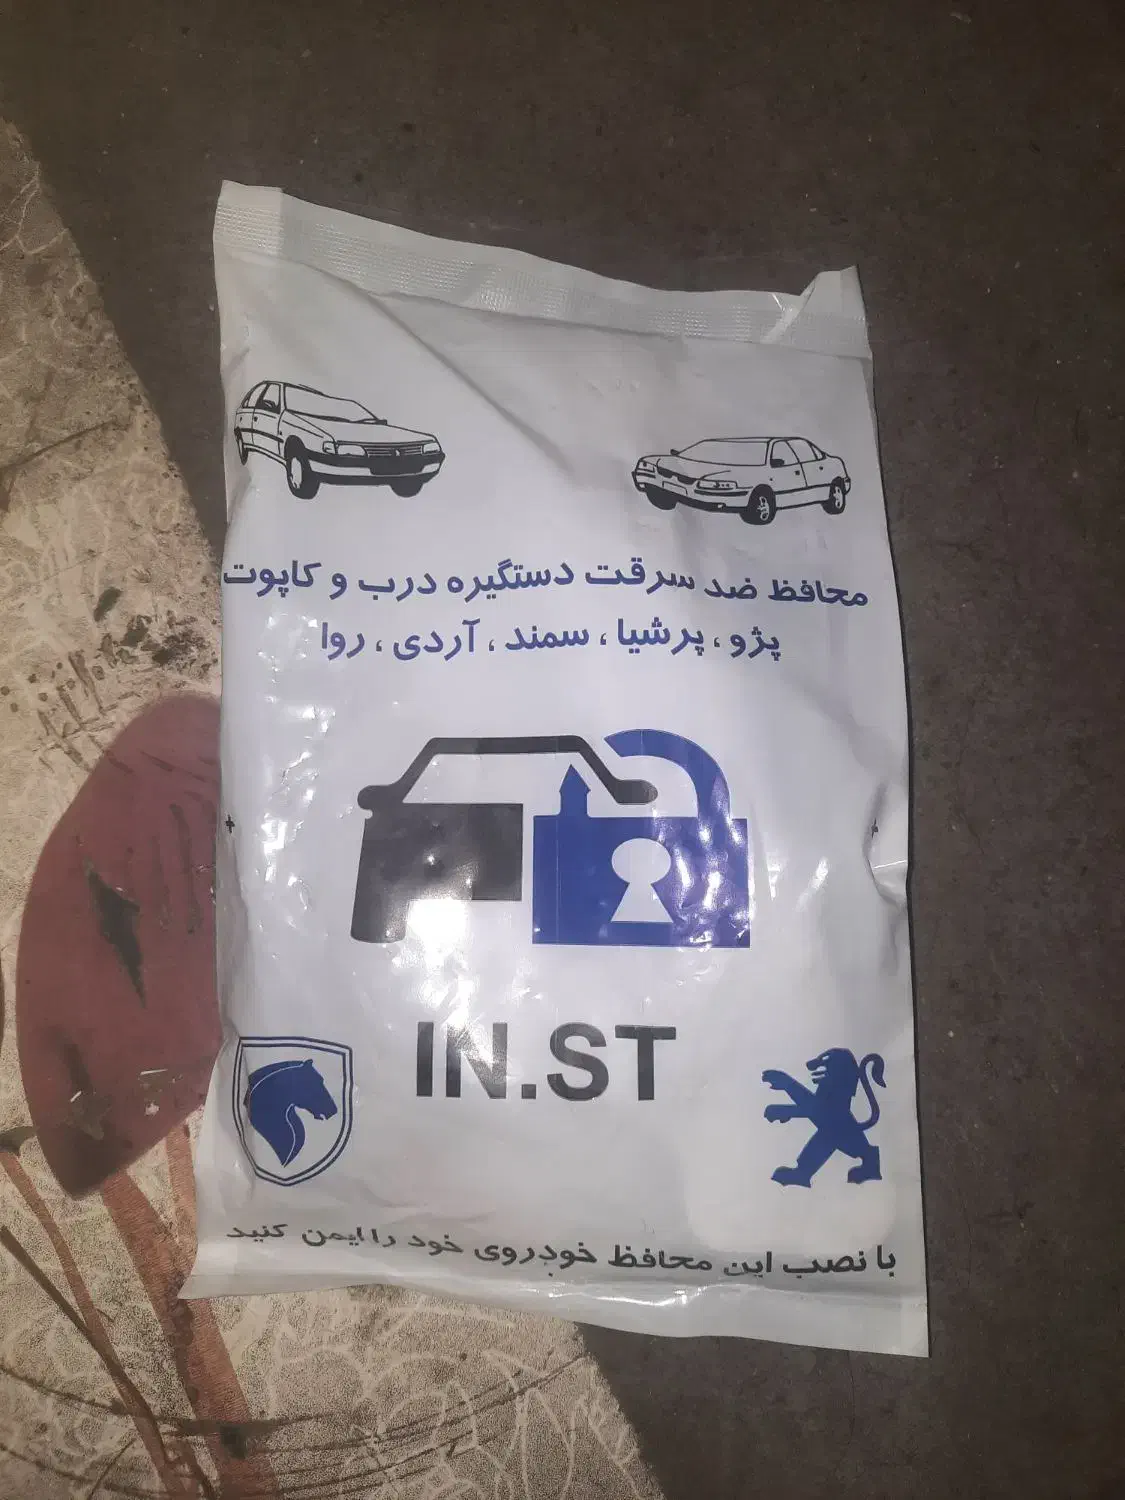 محافظ ضد سرقت دستگیره درب و کاپوت
پژو ، پرشیا ، سمند ، آردی ، روا
IN.ST
با نصب این محافظ خودروی خود را ایمن کنید